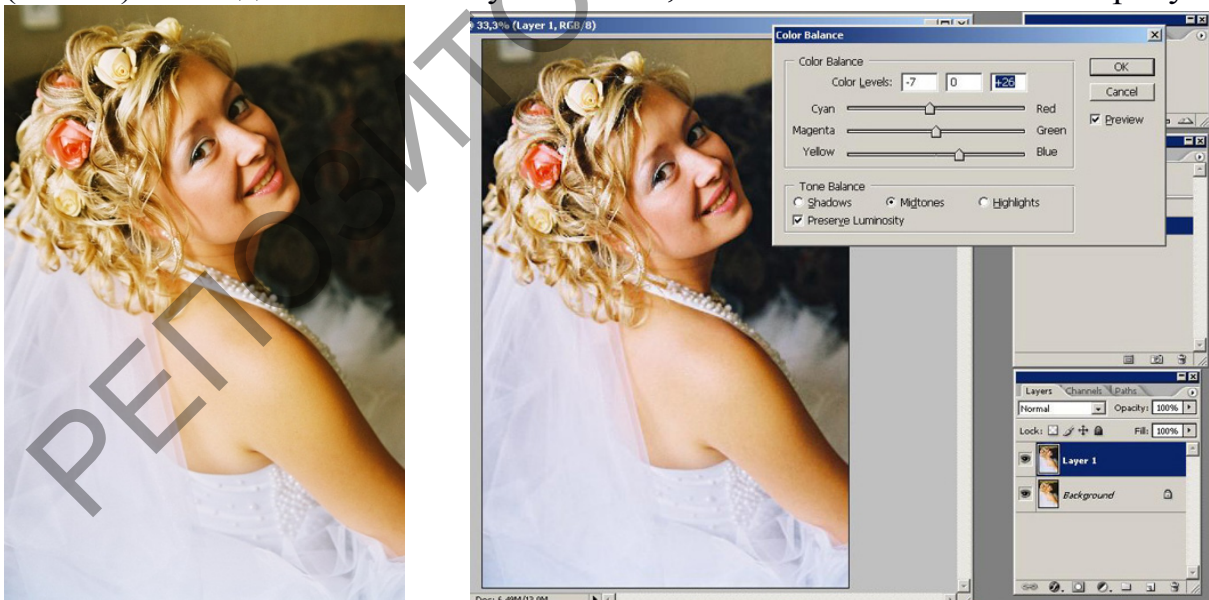 РЕПОЗИТО
33,3% (Layer 1, RGB/8)
Color Balance
Color Balance
Color Levels: -7 0 +26
Cyan Red
Magenta Green
Yellow Blue
OK
Cancel
Preview
Tone Balance
Shadows Midtones Highlights
Preserve Luminosity
Layers Channels Paths
Normal Opacity: 100%
Lock: Fill: 100%
Layer 1
Background